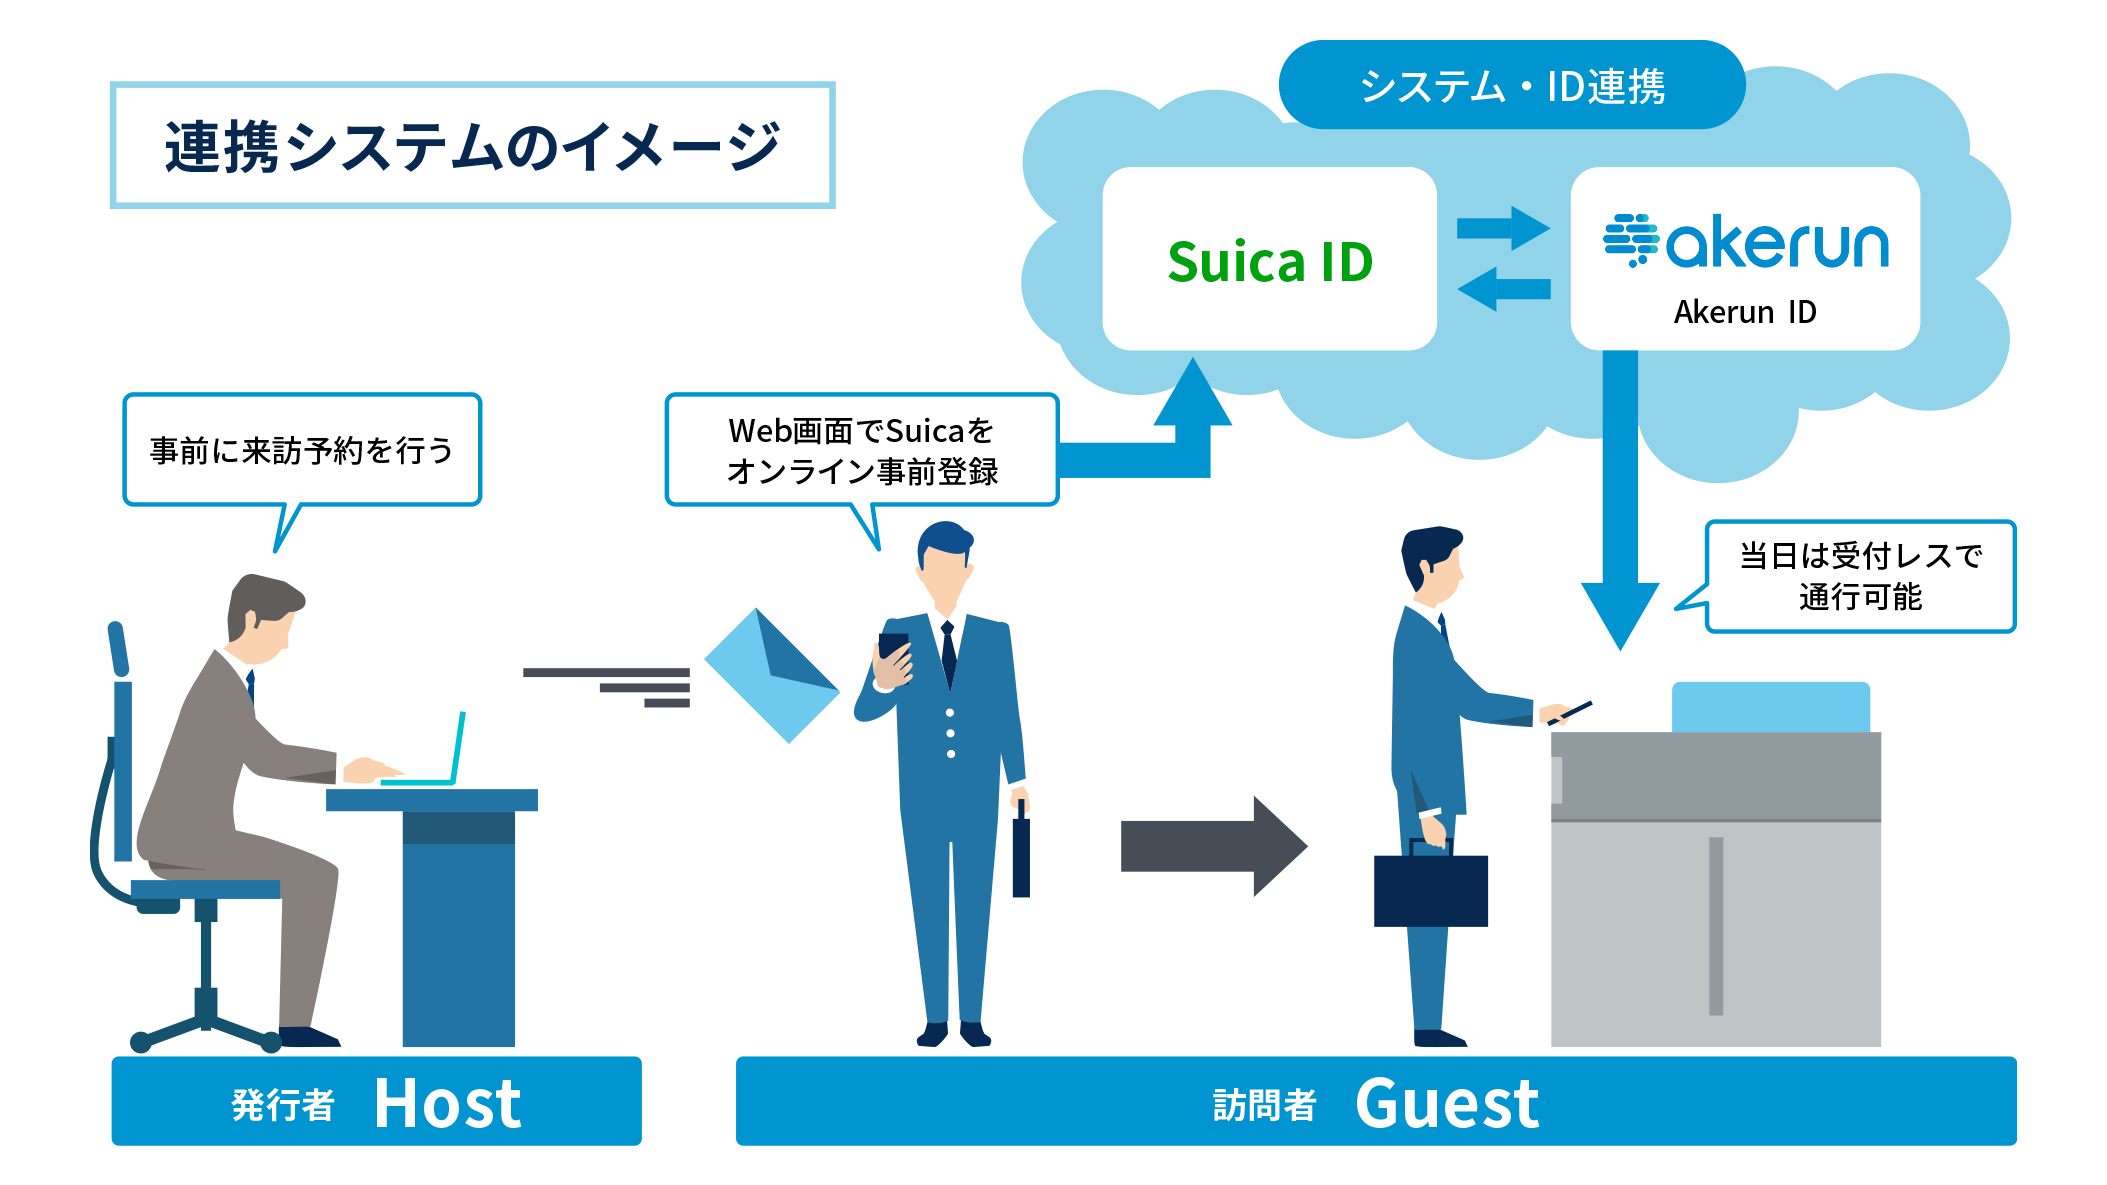 連携システムのイメージ
システム・ID連携
Suica ID
akerun
Akerun ID
事前に来訪予約を行う
Web画面でSuicaを
オンライン事前登録
当日は受付レスで
通行可能
発行者 Host
訪問者 Guest